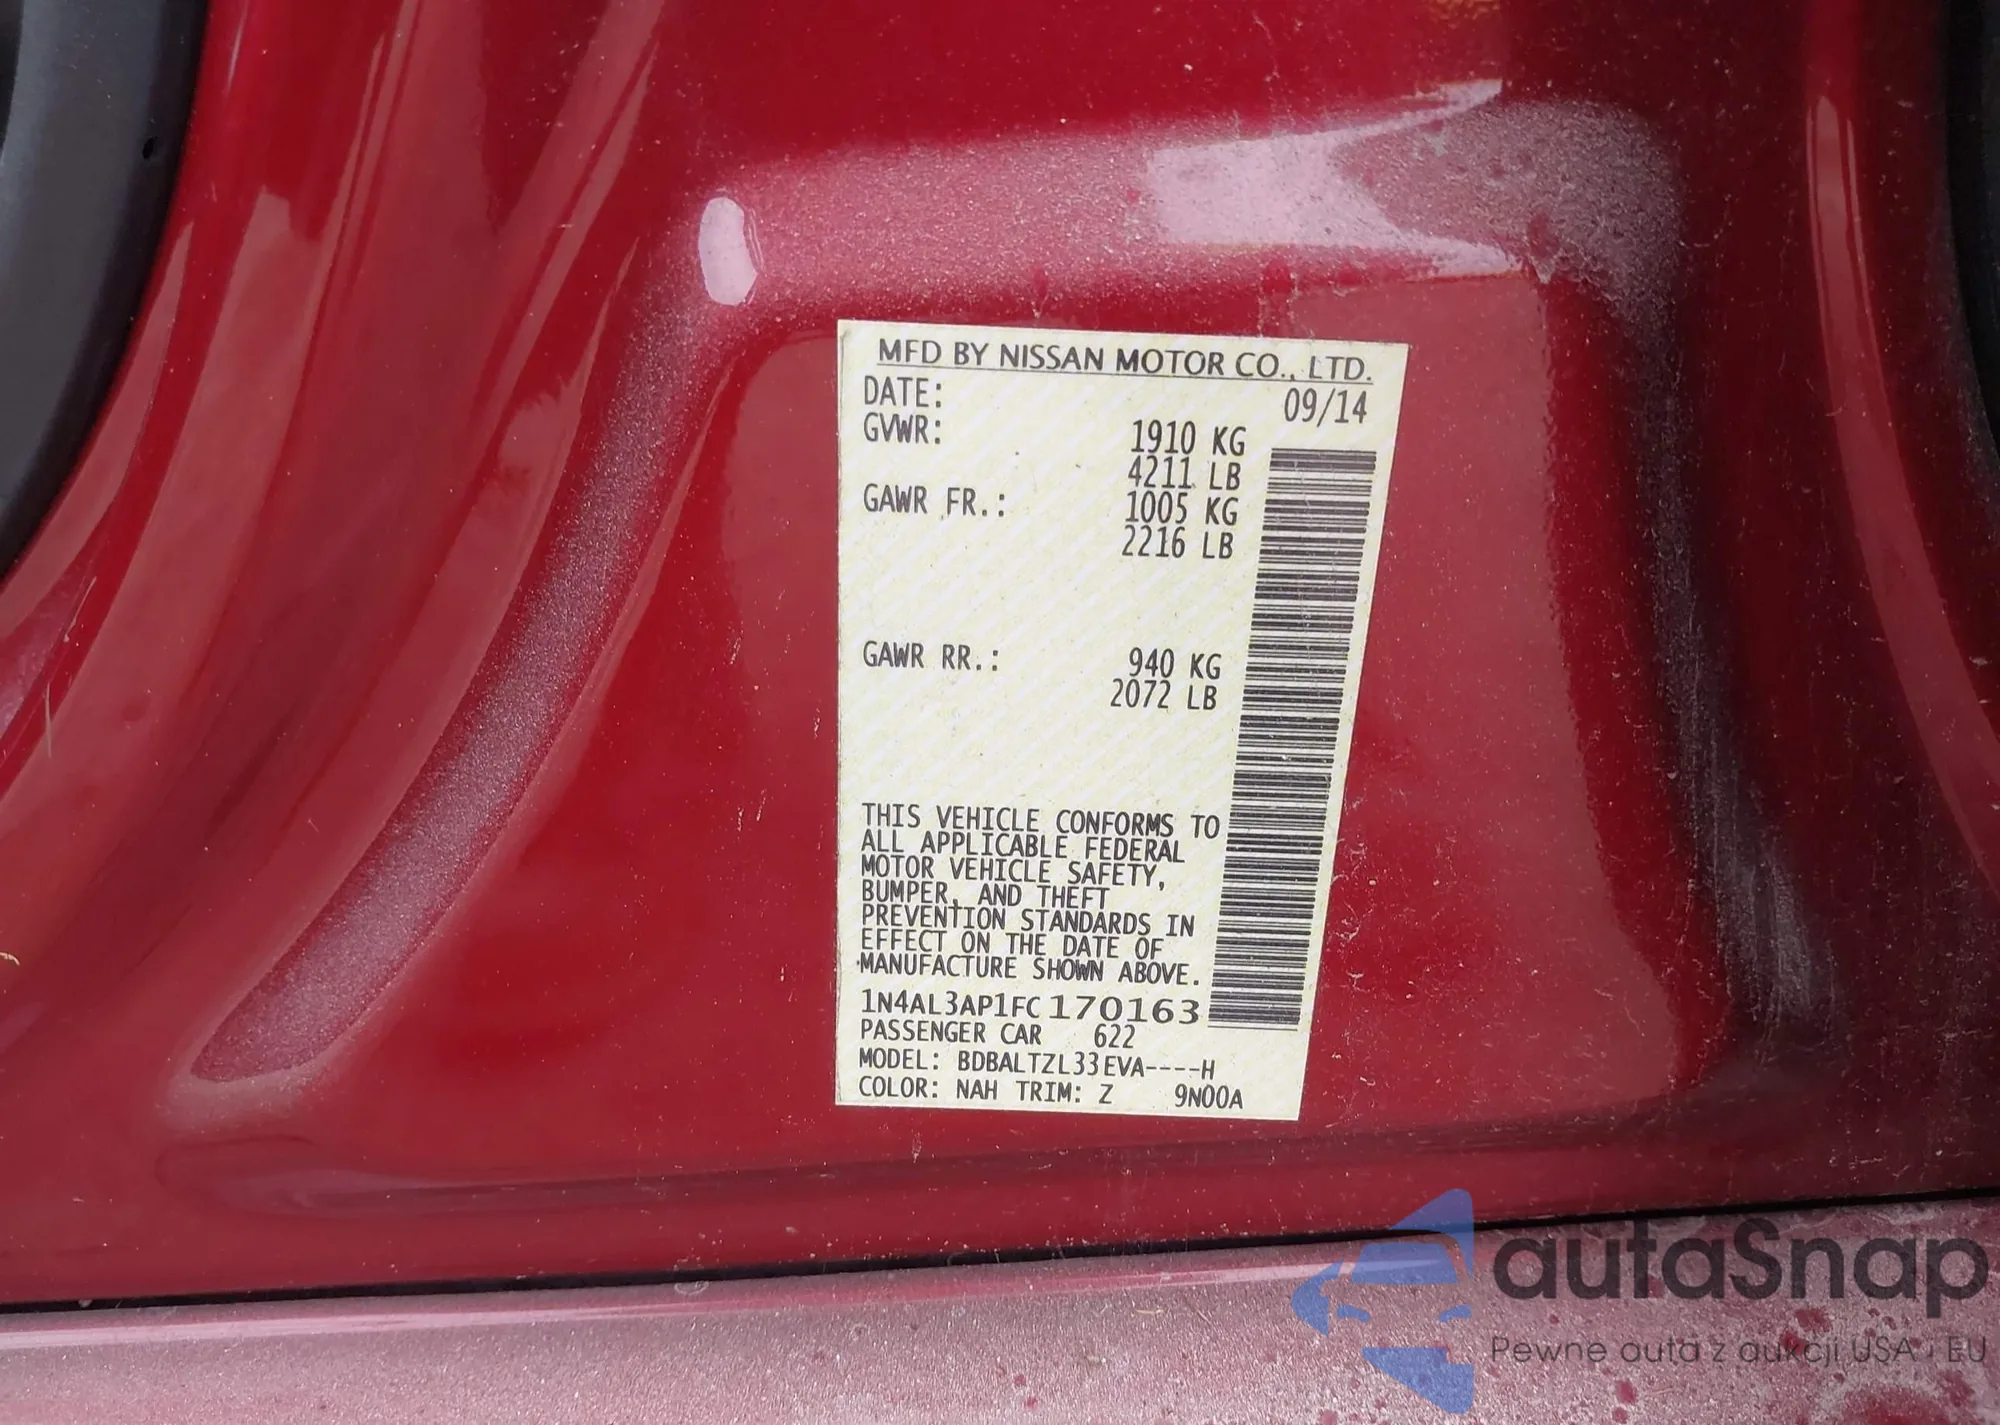 MFD BY NISSAN MOTOR CO., LTD.
DATE: 09/14
GVWR: 1910 KG
4211 LB
GAWR FR.: 1005 KG
2216 LB
GAWR RR.: 940 KG
2072 LB
THIS VEHICLE CONFORMS TO
ALL APPLICABLE FEDERAL
MOTOR VEHICLE SAFETY,
BUMPER, AND THEFT
PREVENTION STANDARDS IN
EFFECT ON THE DATE OF
MANUFACTURE SHOWN ABOVE.
1N4AL3AP1FC 170163
PASSENGER CAR 622
MODEL: BDBALTZL33EVA----H
COLOR: NAH TRIM: Z 9N00A
autaSnap
Pewne auta z aukcji USA i EU